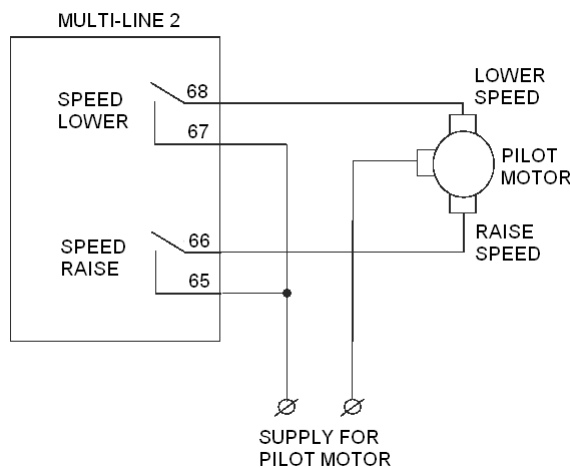 MULTI-LINE 2
SPEED
LOWER
68
67
SPEED
RAISE
66
65
LOWER
SPEED
PILOT
MOTOR
RAISE
SPEED
SUPPLY FOR
PILOT MOTOR